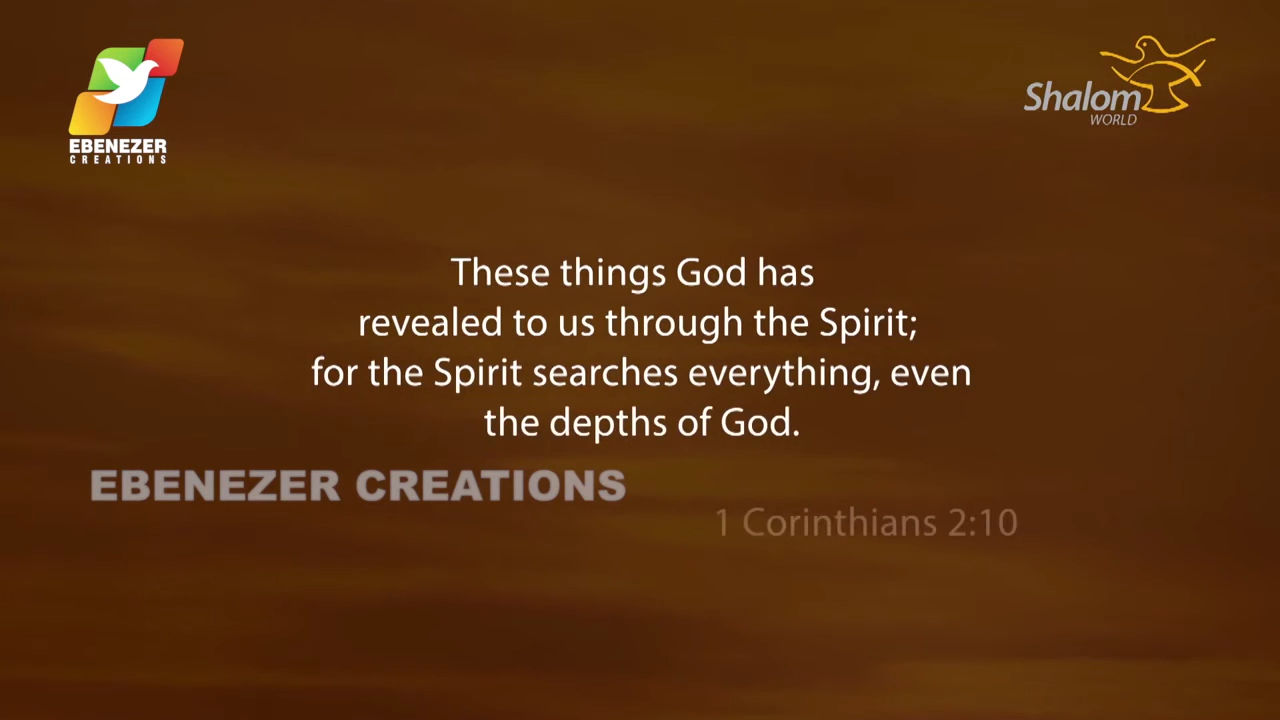 EBENEZER
CREATIONS
Shalom
WORLD
These things God has
revealed to us through the Spirit;
for the Spirit searches everything, even
the depths of God.
EBENEZER CREATIONS
1 Corinthians 2:10